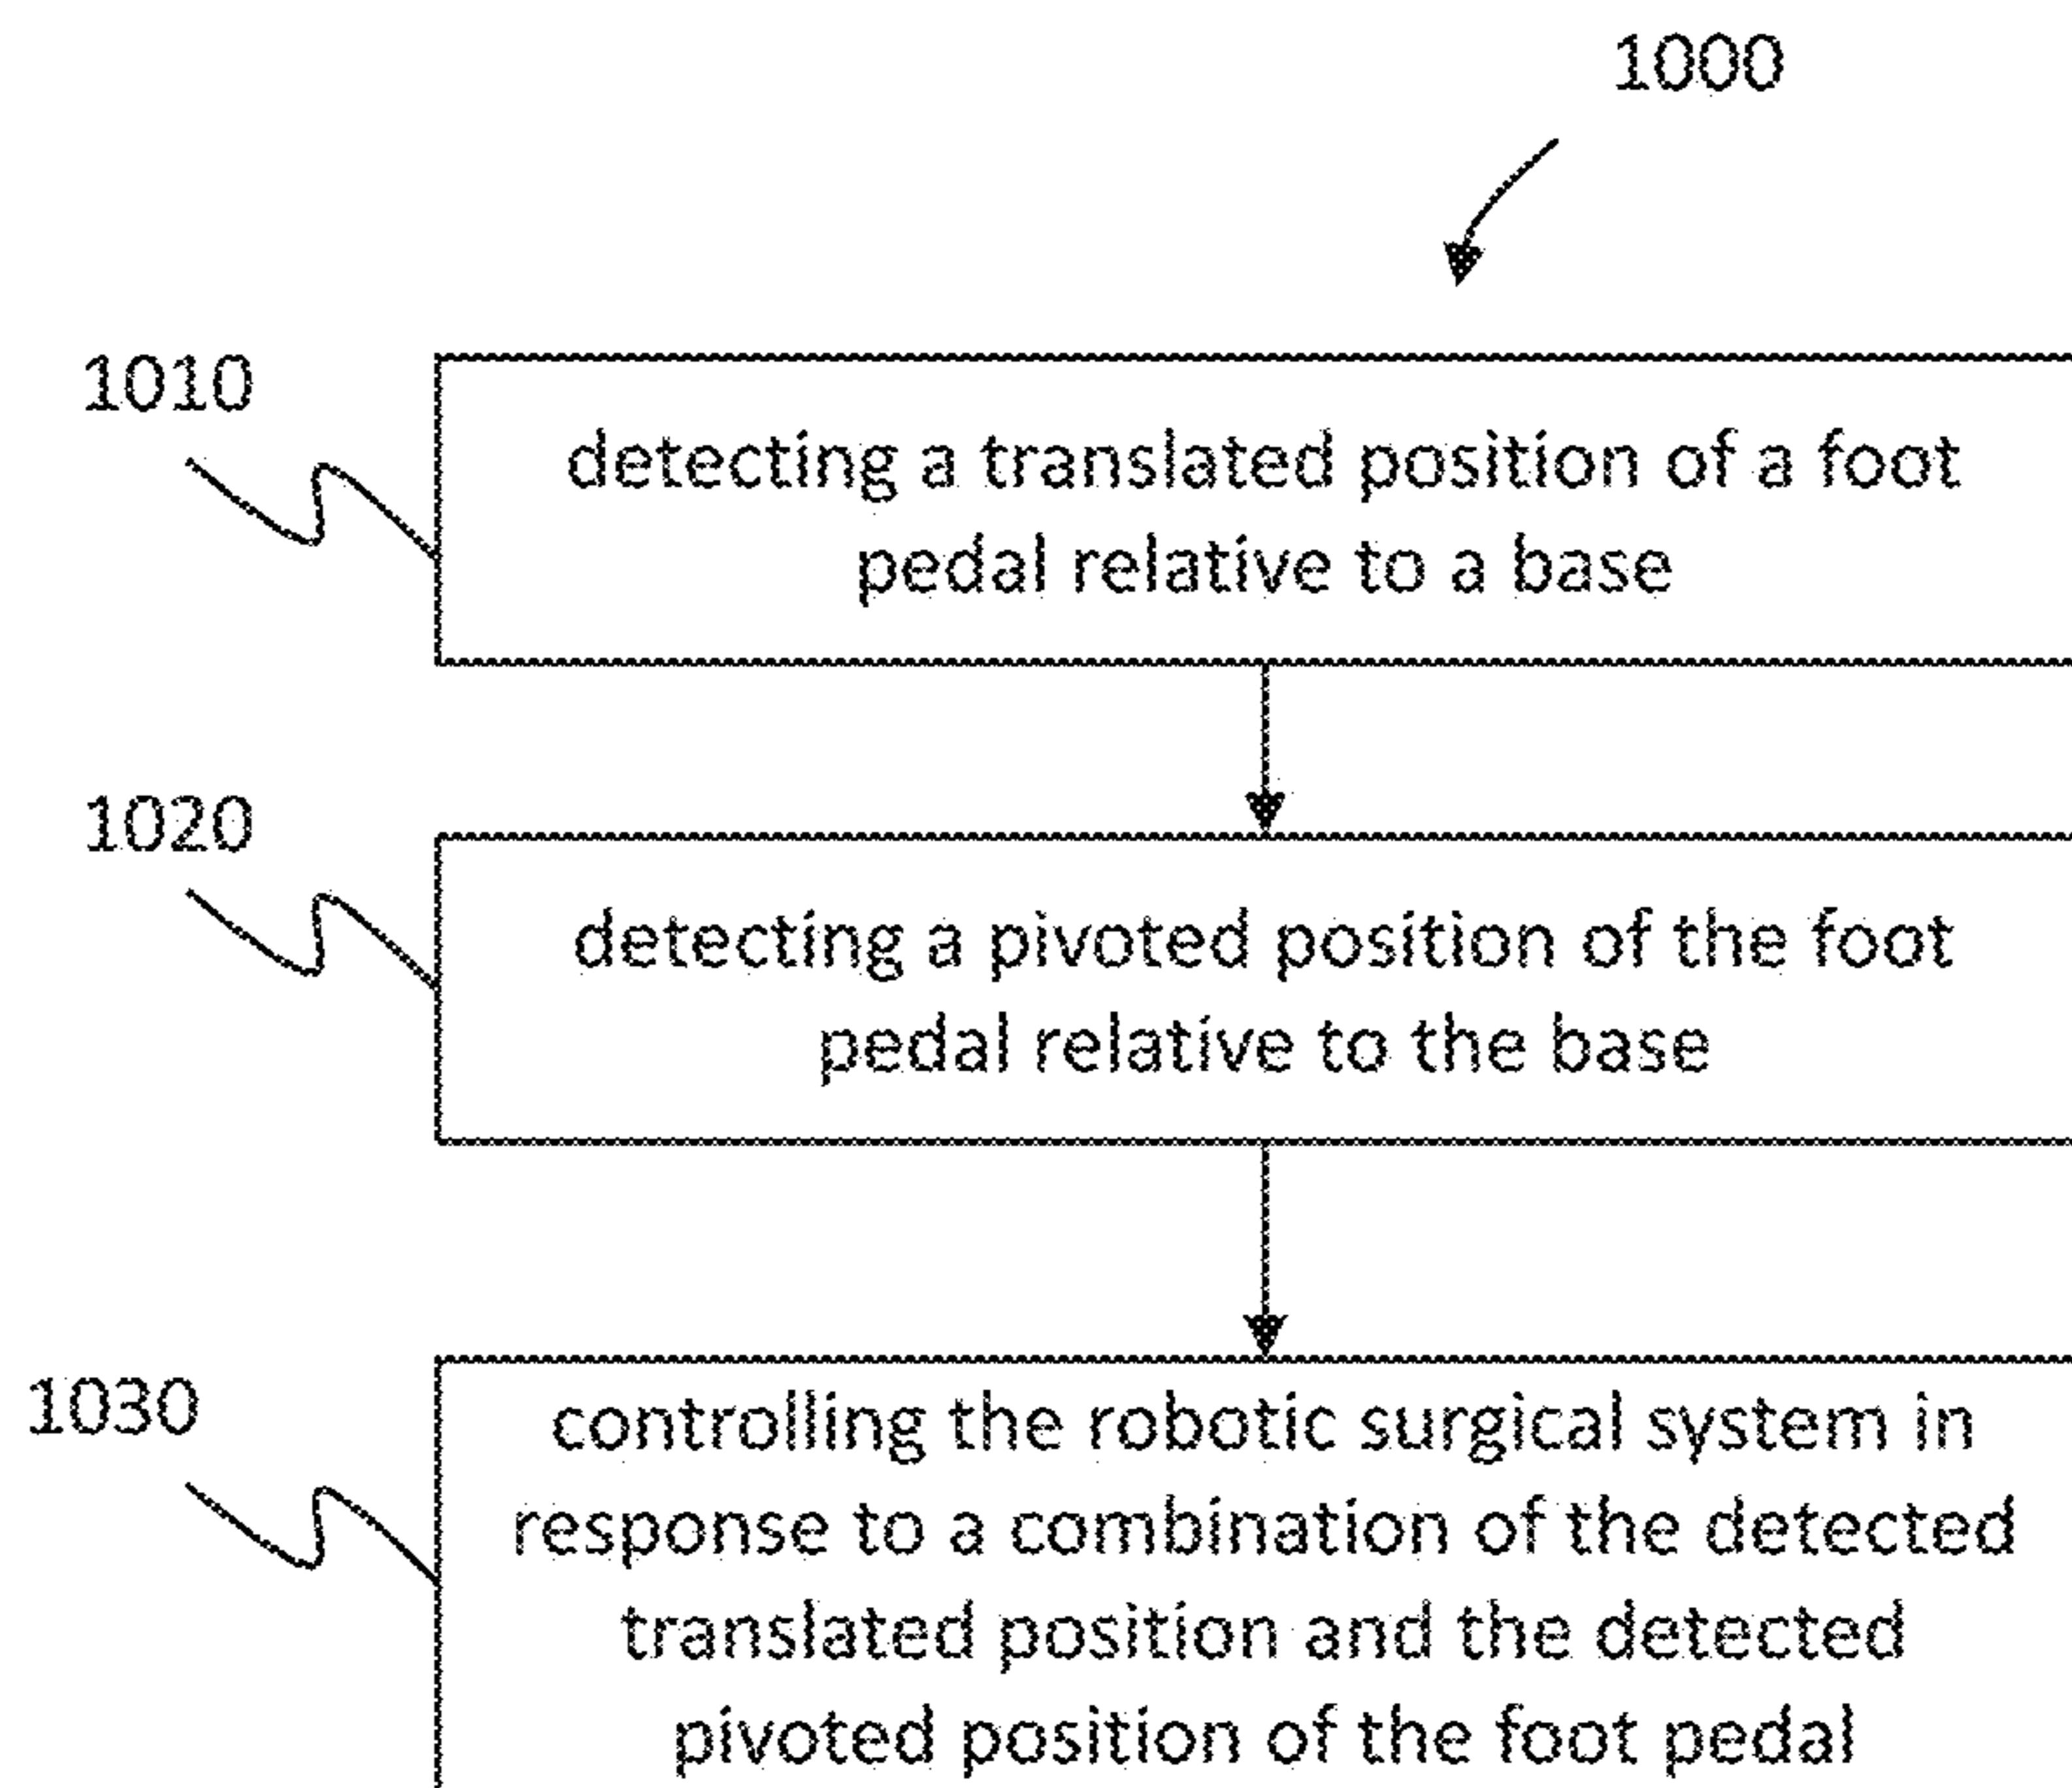 1000
1010
detecting a translated position of a foot
pedal relative to a base
1020
detecting a pivoted position of the foot
pedal relative to the base
1030
controlling the robotic surgical system in
response to a combination of the detected
translated position and the detected
pivoted position of the foot pedal